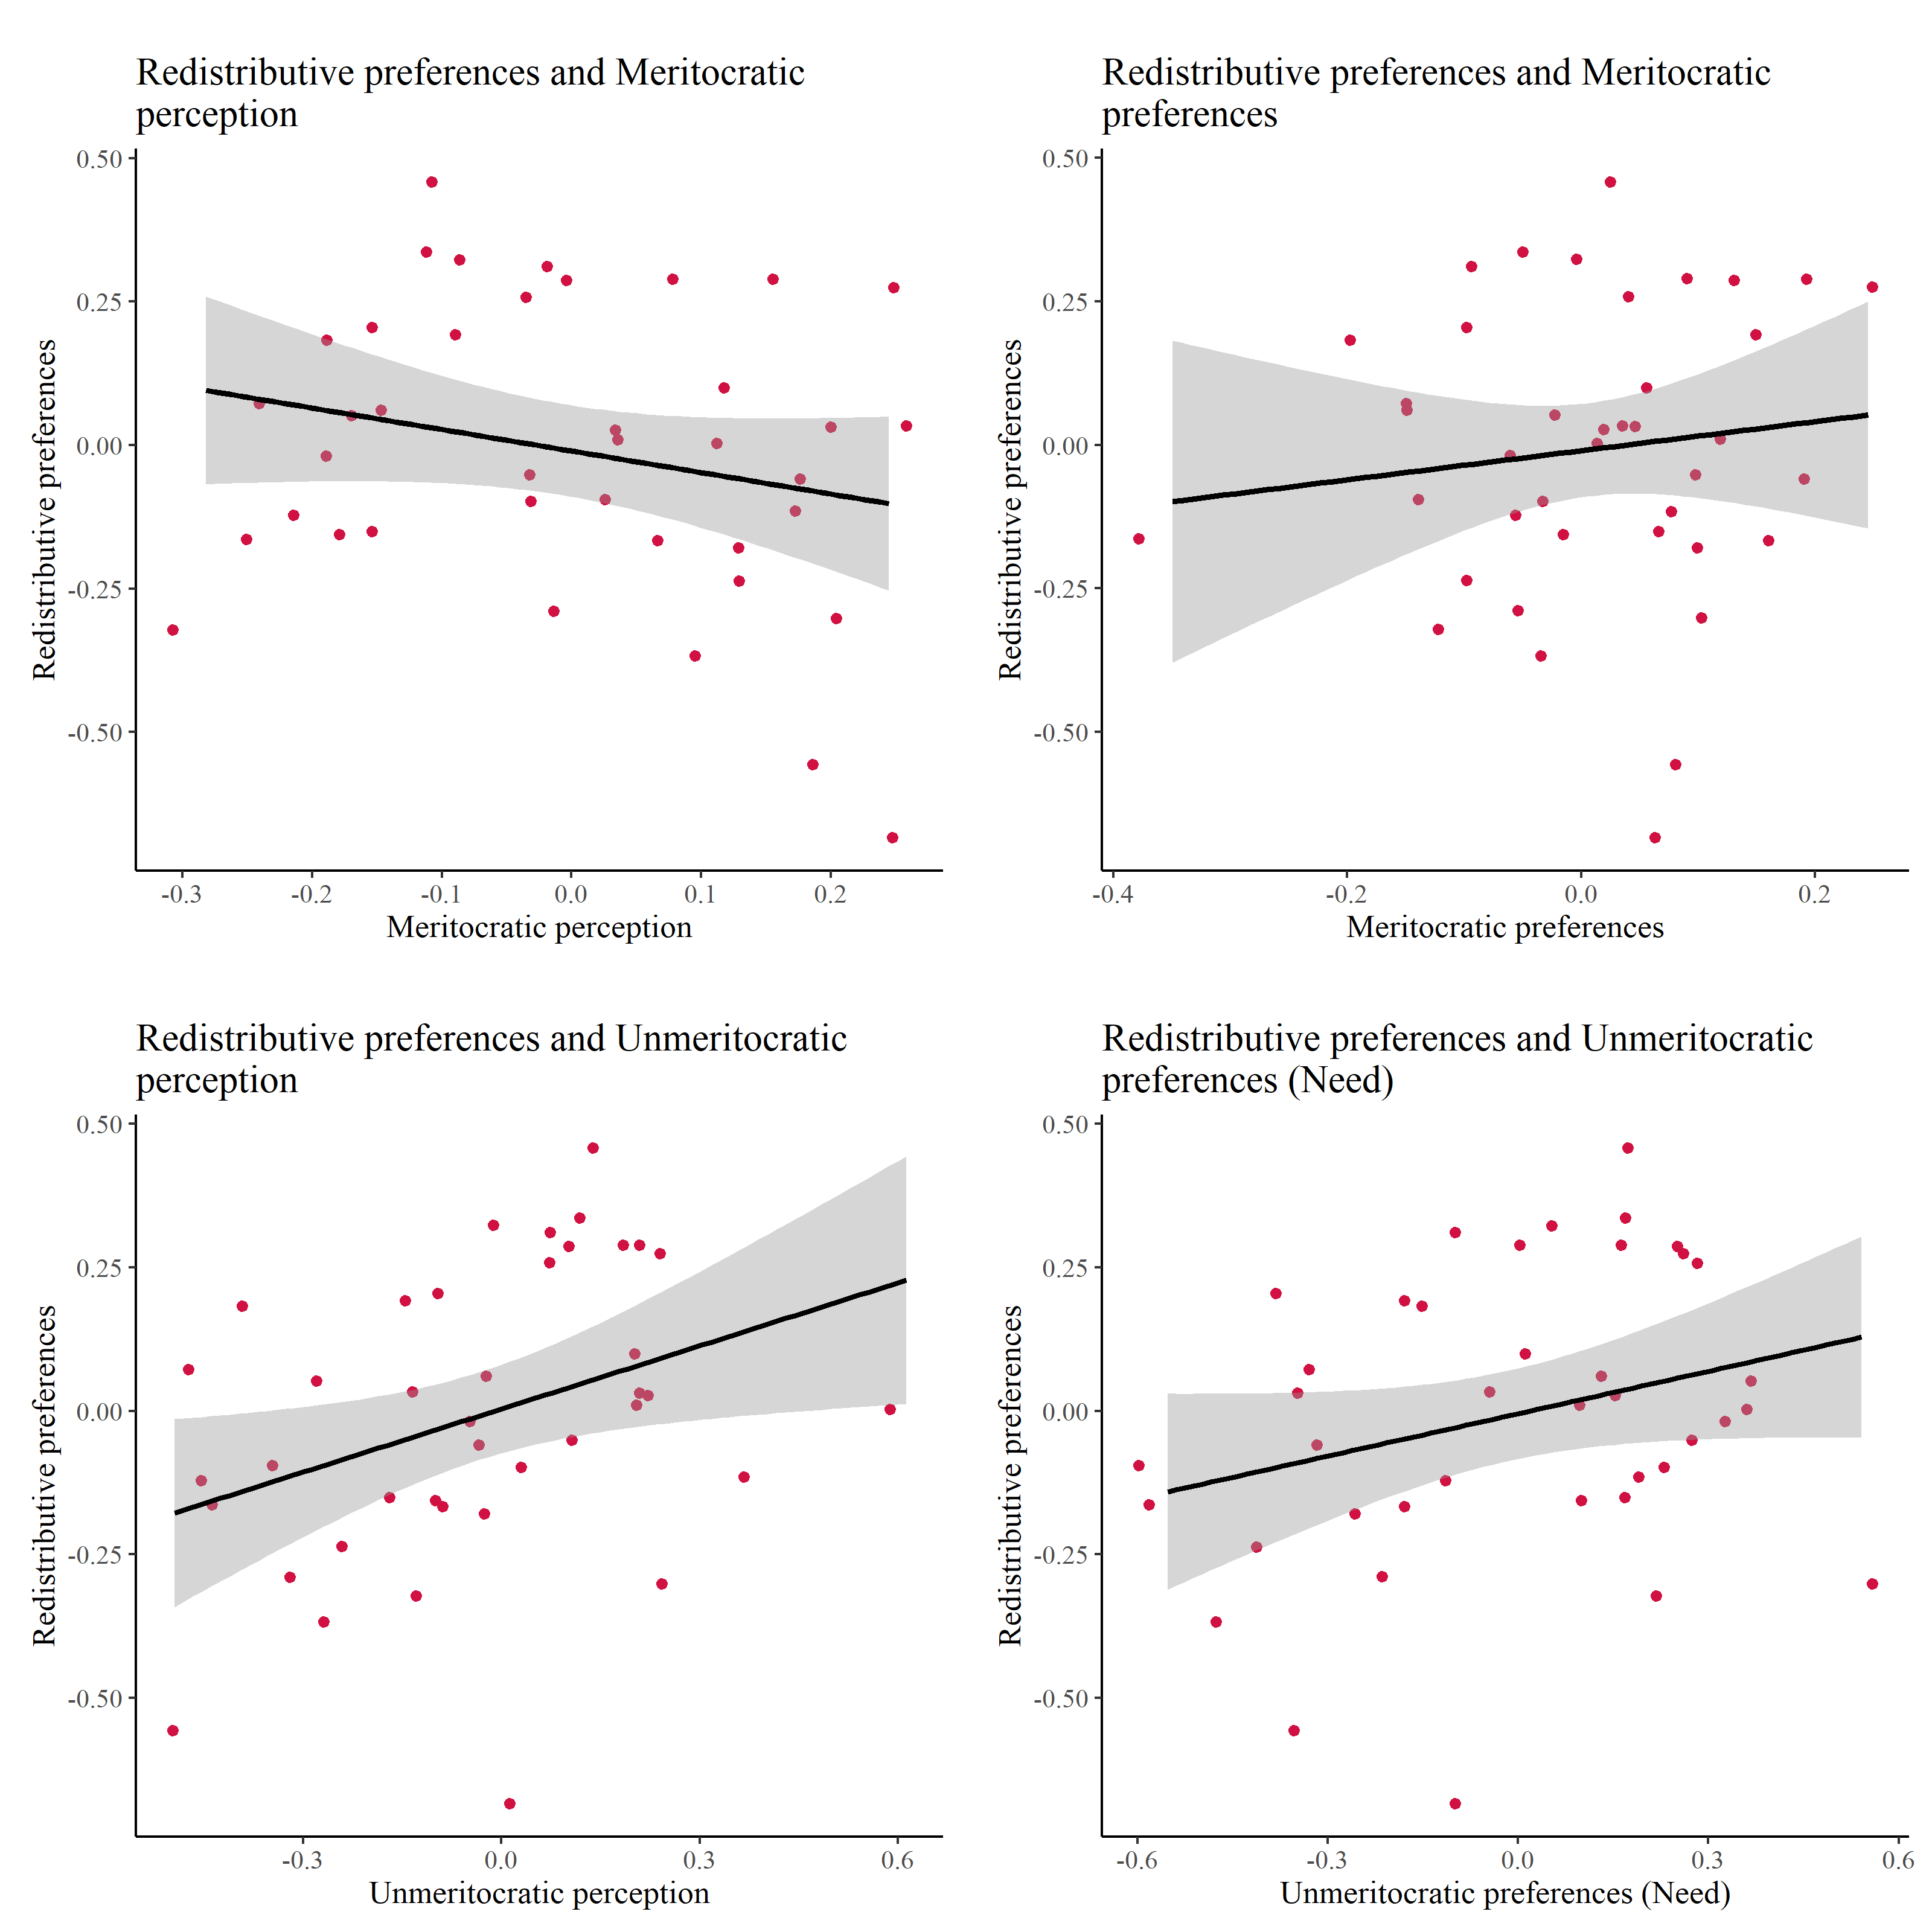 Redistributive preferences and Meritocratic
perception
0.50
0.25
0.00
-0.25
-0.50
Redistributive preferences
-0.3
-0.2
-0.1
0.0
0.1
0.2
Meritocratic perception
Redistributive preferences and Meritocratic
preferences
0.50
0.25
0.00
-0.25
-0.50
Redistributive preferences
-0.4
-0.2
0.0
0.2
Meritocratic preferences
Redistributive preferences and Unmeritocratic
perception
0.50
0.25
0.00
-0.25
-0.50
Redistributive preferences
-0.3
0.0
0.3
0.6
Unmeritocratic perception
Redistributive preferences and Unmeritocratic
preferences (Need)
0.50
0.25
0.00
-0.25
-0.50
Redistributive preferences
-0.6
-0.3
0.0
0.3
0.6
Unmeritocratic preferences (Need)